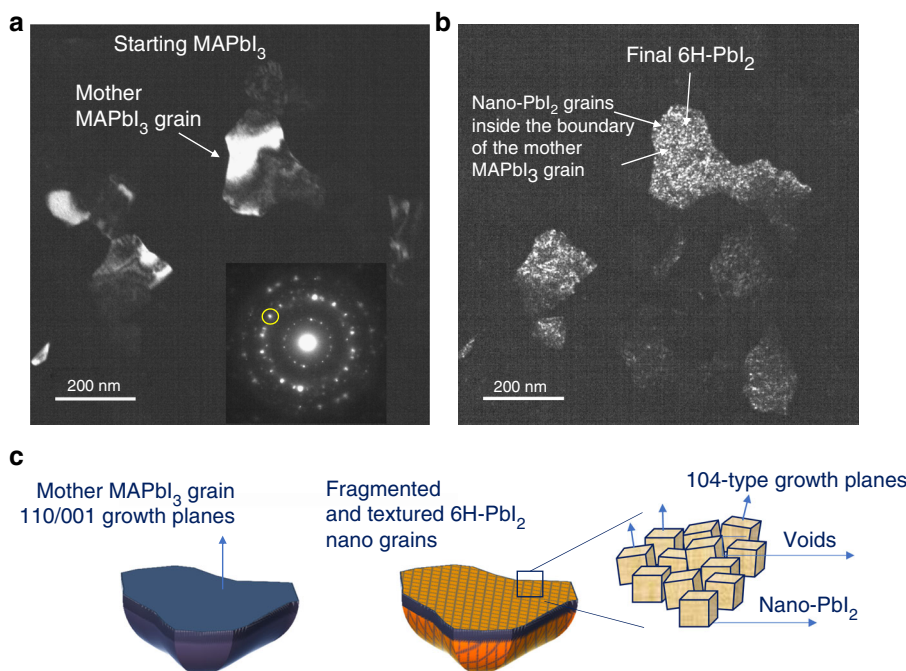 a
Starting MAPbI₃
Mother
MAPbI₃ grain
200 nm
b
Final 6H-PbI₂
Nano-PbI₂ grains
inside the boundary
of the mother
MAPbI₃ grain
200 nm
c
Mother MAPbI₃ grain
110/001 growth planes
Fragmented
and textured 6H-PbI₂
nano grains
104-type growth planes
Voids
Nano-PbI₂